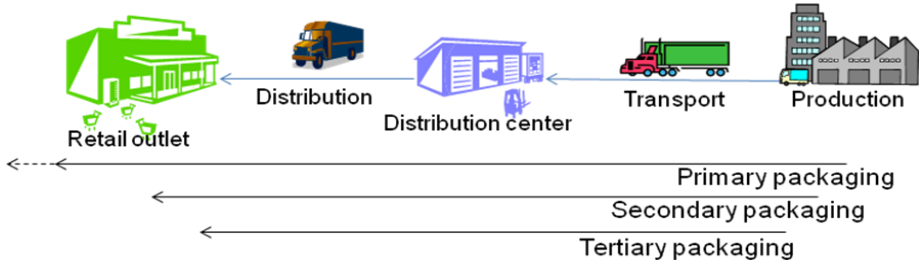 Distribution
Transport
Production
Distribution center
Retail outlet
Primary packaging
Secondary packaging
Tertiary packaging